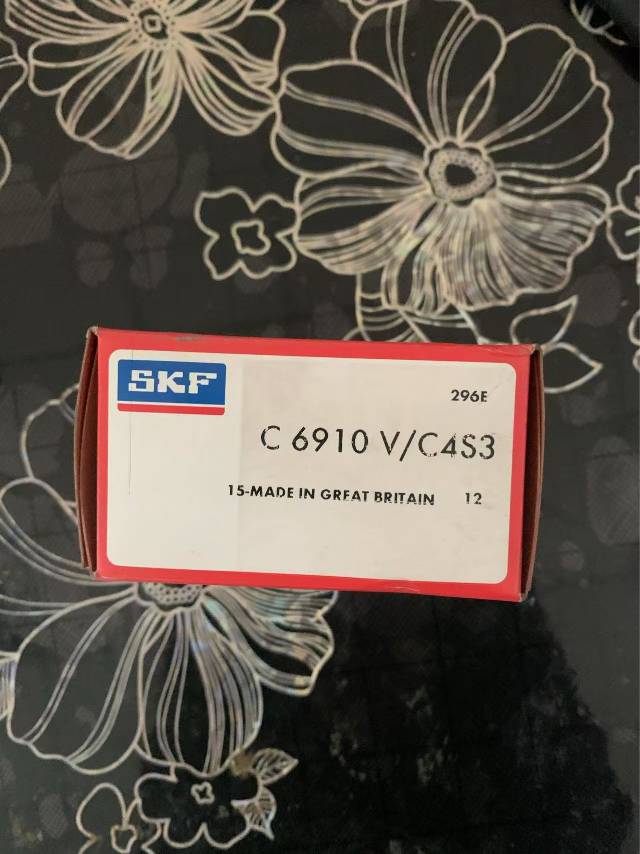 SKF
296E
C 6910 V/C4S3
15-MADE IN GREAT BRITAIN 12